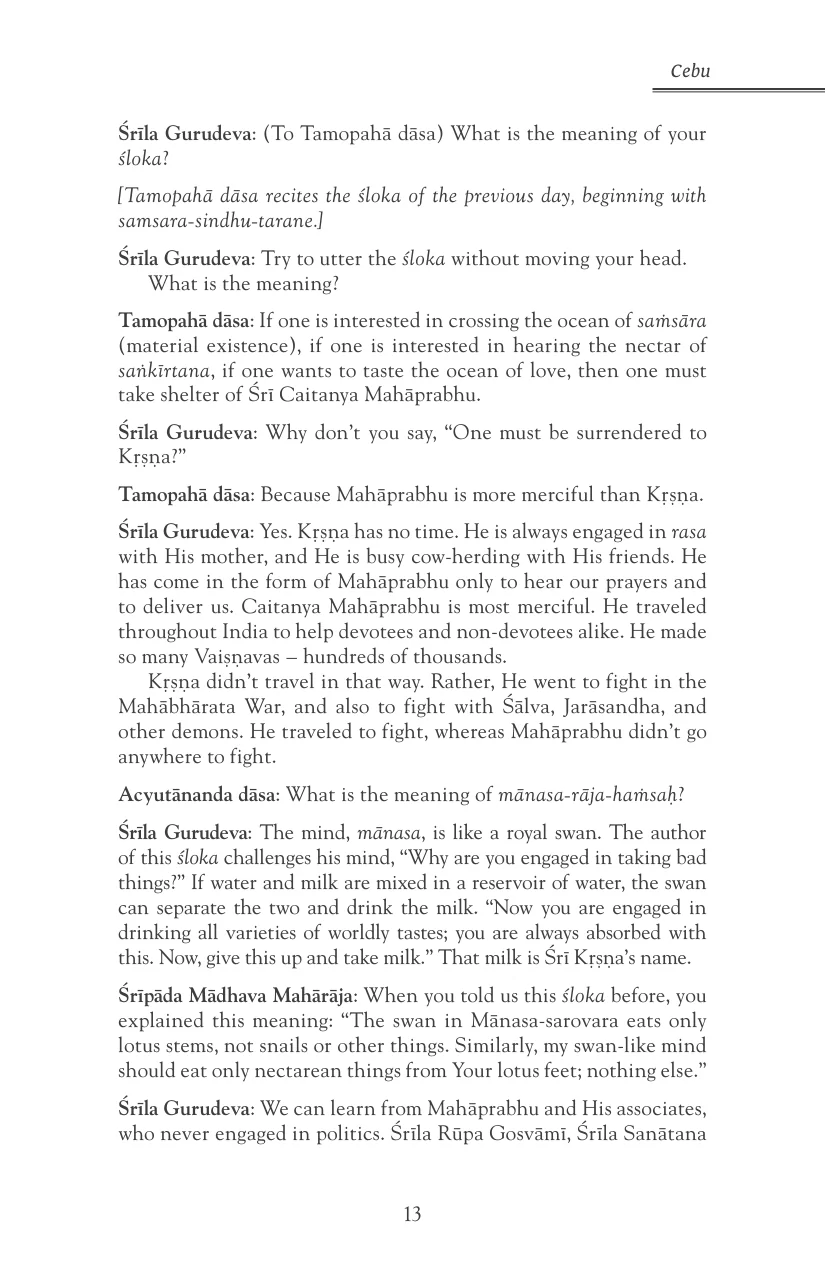 Cebu
Śrīla Gurudeva: (To Tamopahā dāsa) What is the meaning of your
śloka?
[Tamopahā dāsa recites the śloka of the previous day, beginning with
samsara-sindhu-tarane.]
Śrīla Gurudeva: Try to utter the śloka without moving your head.
What is the meaning?
Tamopahā dāsa: If one is interested in crossing the ocean of saṁsāra
(material existence), if one is interested in hearing the nectar of
saṅkīrtana, if one wants to taste the ocean of love, then one must
take shelter of Śrī Caitanya Mahāprabhu.
Śrīla Gurudeva: Why don’t you say, “One must be surrendered to
Kṛṣṇa?”
Tamopahā dāsa: Because Mahāprabhu is more merciful than Kṛṣṇa.
Śrīla Gurudeva: Yes. Kṛṣṇa has no time. He is always engaged in rasa
with His mother, and He is busy cow-herding with His friends. He
has come in the form of Mahāprabhu only to hear our prayers and
to deliver us. Caitanya Mahāprabhu is most merciful. He traveled
throughout India to help devotees and non-devotees alike. He made
so many Vaiṣṇavas – hundreds of thousands.
Kṛṣṇa didn’t travel in that way. Rather, He went to fight in the
Mahābhārata War, and also to fight with Śālva, Jarāsandha, and
other demons. He traveled to fight, whereas Mahāprabhu didn’t go
anywhere to fight.
Acyutānanda dāsa: What is the meaning of mānasa-rāja-haṁsaḥ?
Śrīla Gurudeva: The mind, mānasa, is like a royal swan. The author
of this śloka challenges his mind, “Why are you engaged in taking bad
things?” If water and milk are mixed in a reservoir of water, the swan
can separate the two and drink the milk. “Now you are engaged in
drinking all varieties of worldly tastes; you are always absorbed with
this. Now, give this up and take milk.” That milk is Śrī Kṛṣṇa’s name.
Śrīpāda Mādhava Mahārāja: When you told us this śloka before, you
explained this meaning: “The swan in Mānasa-sarovara eats only
lotus stems, not snails or other things. Similarly, my swan-like mind
should eat only nectarean things from Your lotus feet; nothing else.”
Śrīla Gurudeva: We can learn from Mahāprabhu and His associates,
who never engaged in politics. Śrīla Rūpa Gosvāmī, Śrīla Sanātana
13